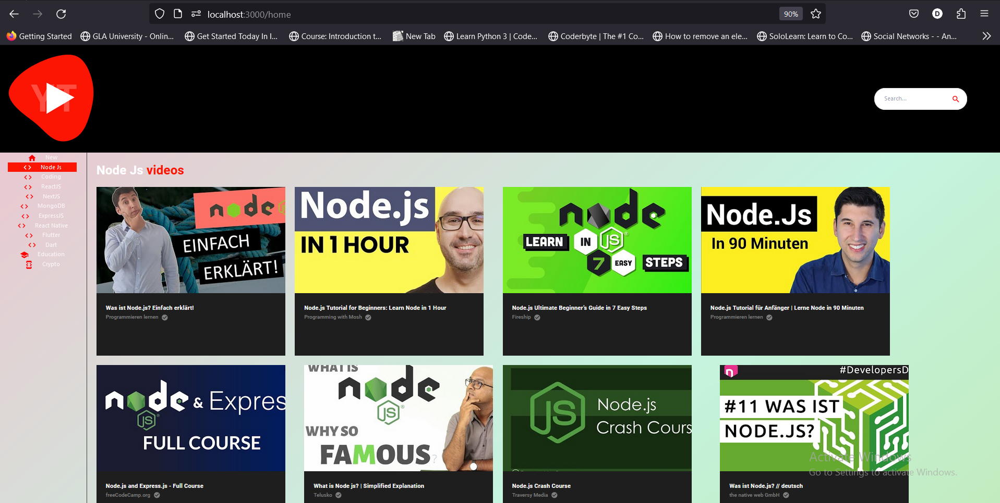 localhost:3000/home
90%
D
Getting Started
GLA University - Onlin...
Get Started Today In I...
Course: Introduction t...
New Tab
Learn Python 3 | Code...
Coderbyte | The #1 Co...
How to remove an ele...
SoloLearn: Learn to Co...
Social Networks - - An...
YT
Search...
New
Node Js
Coding
ReactJS
NextJS
MongoDB
ExpressJS
React Native
Flutter
Dart
Education
Crypto
Node Js videos
node
EINFACH
ERKLÄRT!
Node.js
IN 1 HOUR
node
LEARN IN JS
7 EASY STEPS
Node.Js
In 90 Minuten
Was ist Node.js? Einfach erklärt!
Programmieren lernen
Node.js Tutorial for Beginners: Learn Node in 1 Hour
Programming with Mosh
Node.js Ultimate Beginner's Guide in 7 Easy Steps
Fireship
Node.js Tutorial für Anfänger | Lerne Node in 90 Minuten
Programmieren lernen
node & Expres
JS
FULL COURSE
WHAT IS
node
JS
WHY SO
FAMOUS ?
JS
Node.js
Crash Cours
n
#DevelopersD
#11 WAS IST
NODE.JS?
Node.js and Express.js - Full Course
freeCodeCamp.org
What is Node js? | Simplified Explanation
Telusko
Node.js Crash Course
Traversy Media
Was ist Node.js? // deutsch
the native web GmbH
Activate Windows
Go to Settings to activate Windows.